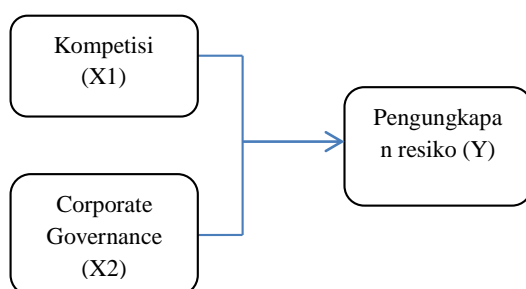 Kompetisi
(X1)
Pengungkapa
n resiko (Y)
Corporate
Governance
(X2)